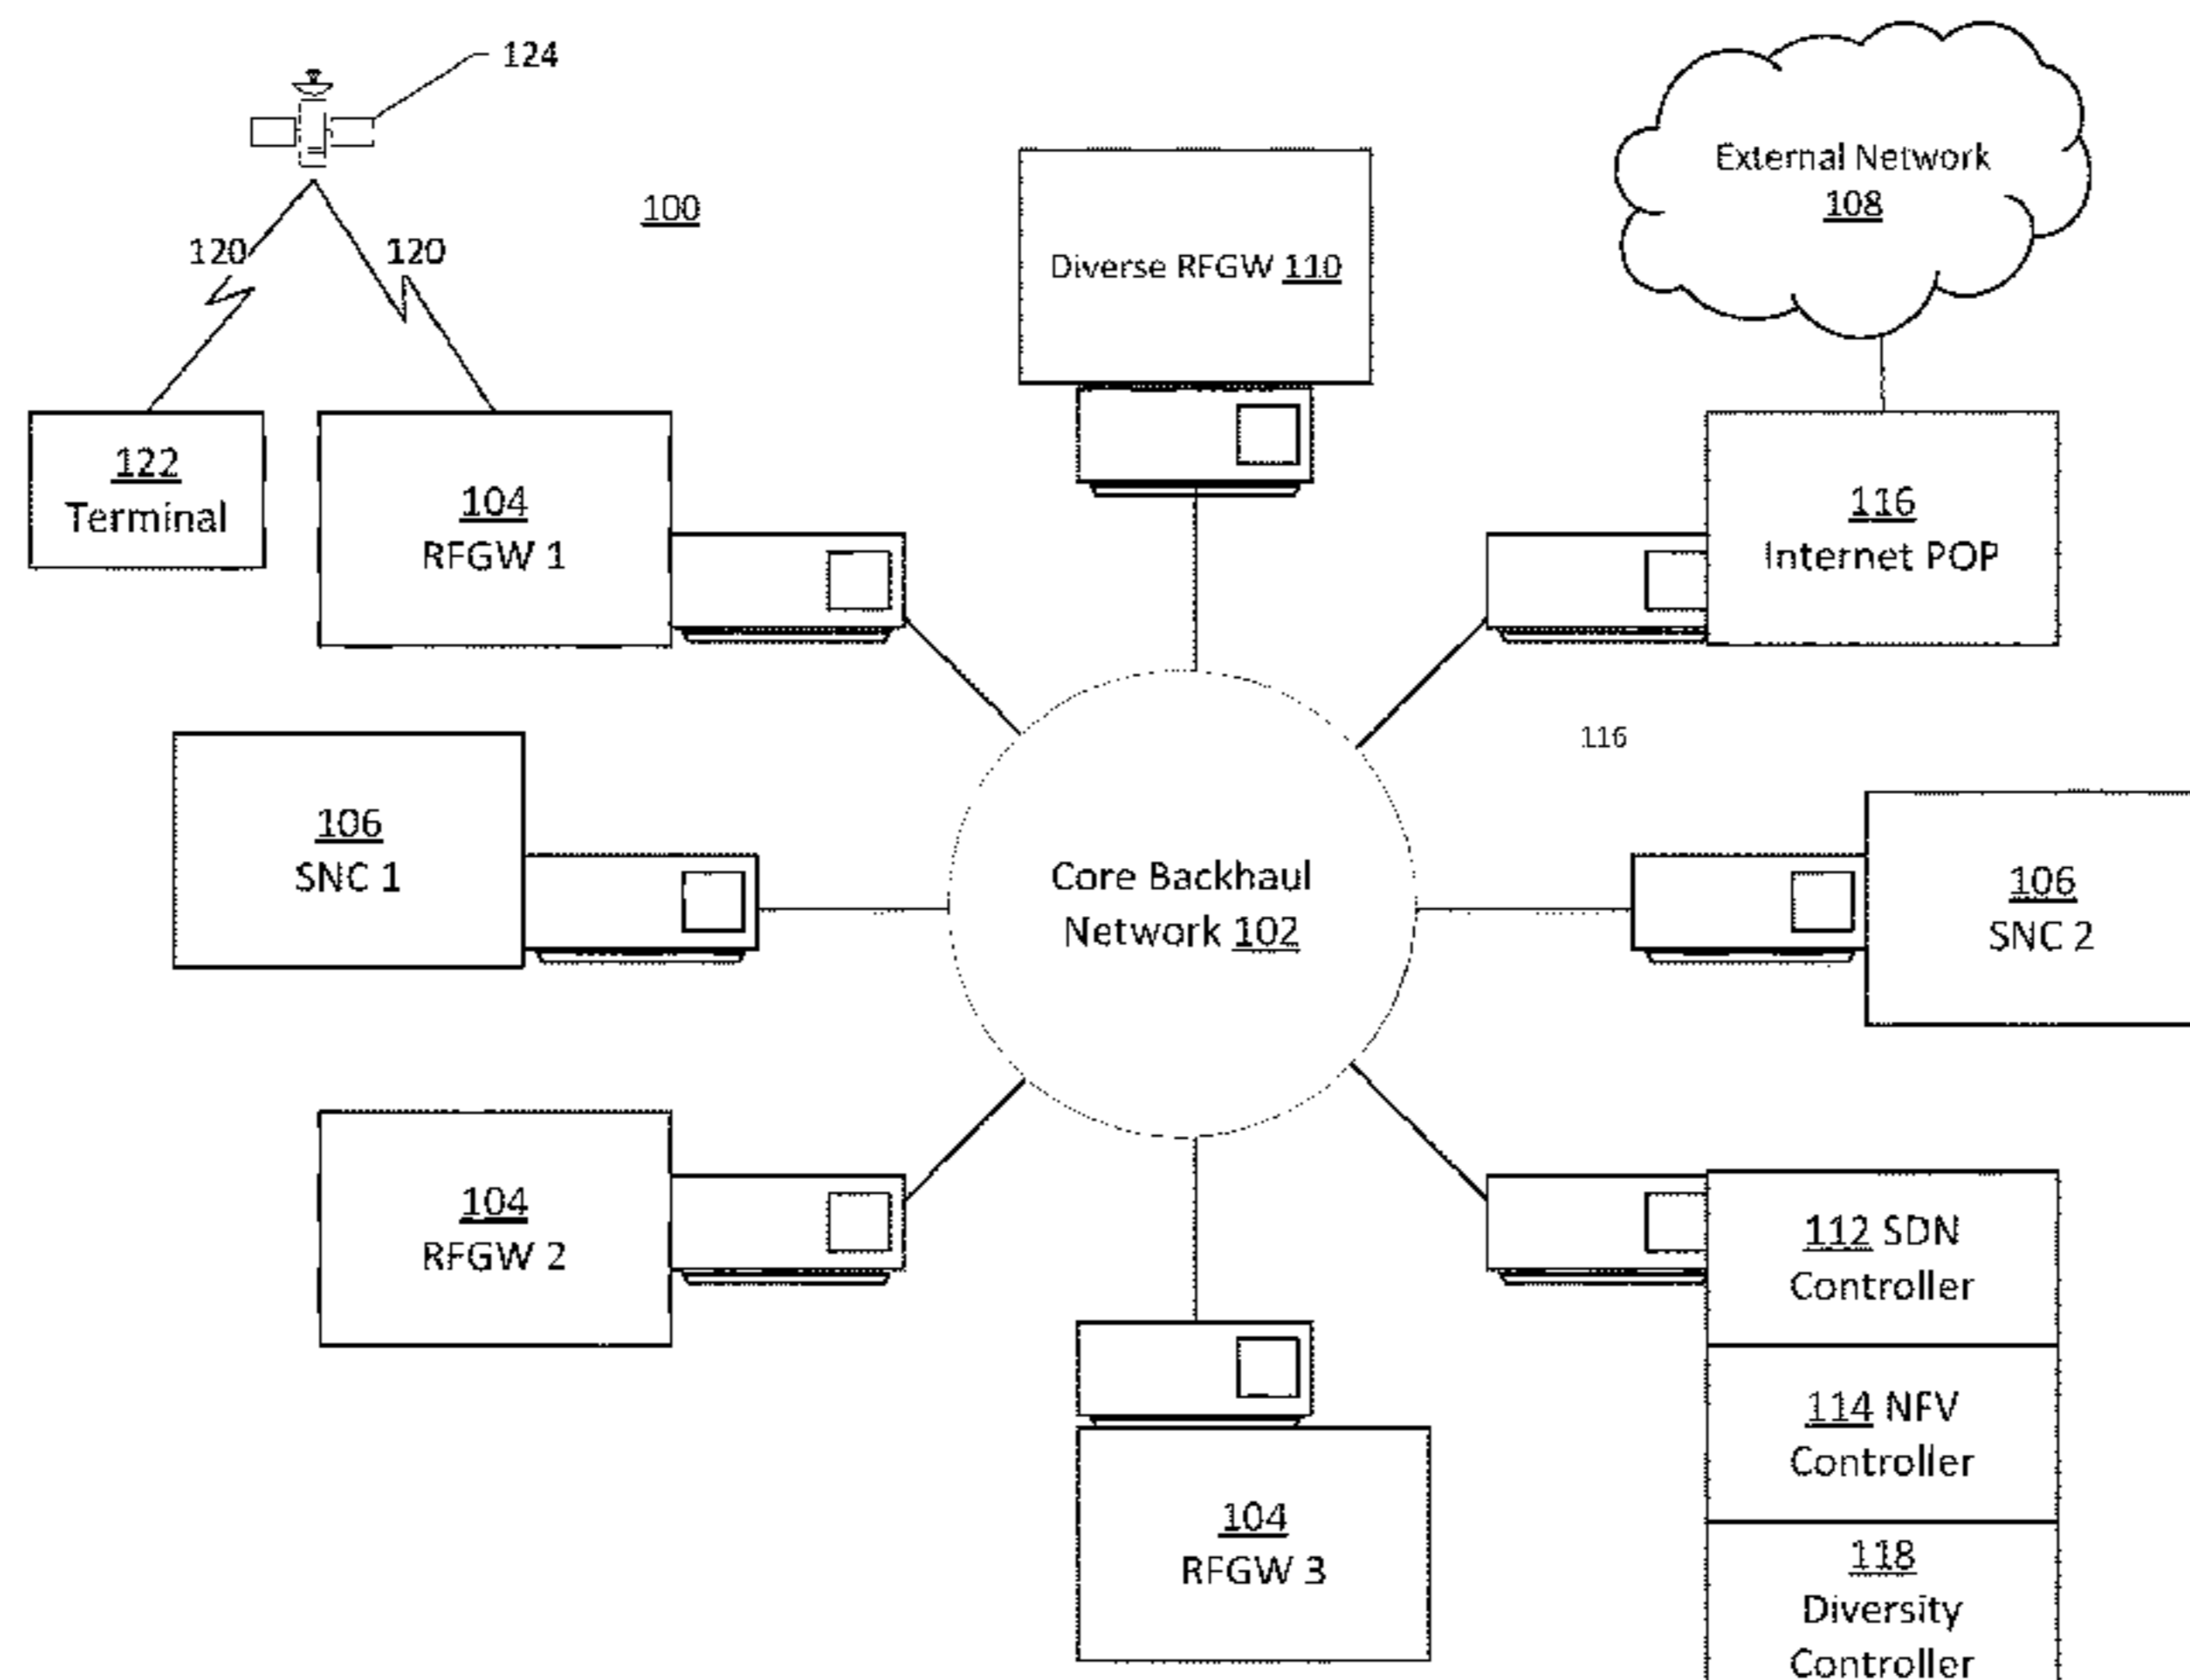 124
100
120
120
External Network
108
Diverse RFGW 110
122
Terminal
104
RFGW 1
116
Internet POP
116
106
SNC 1
Core Backhaul
Network 102
106
SNC 2
104
RFGW 2
104
RFGW 3
112 SDN
Controller
114 NFV
Controller
118
Diversity
Controller